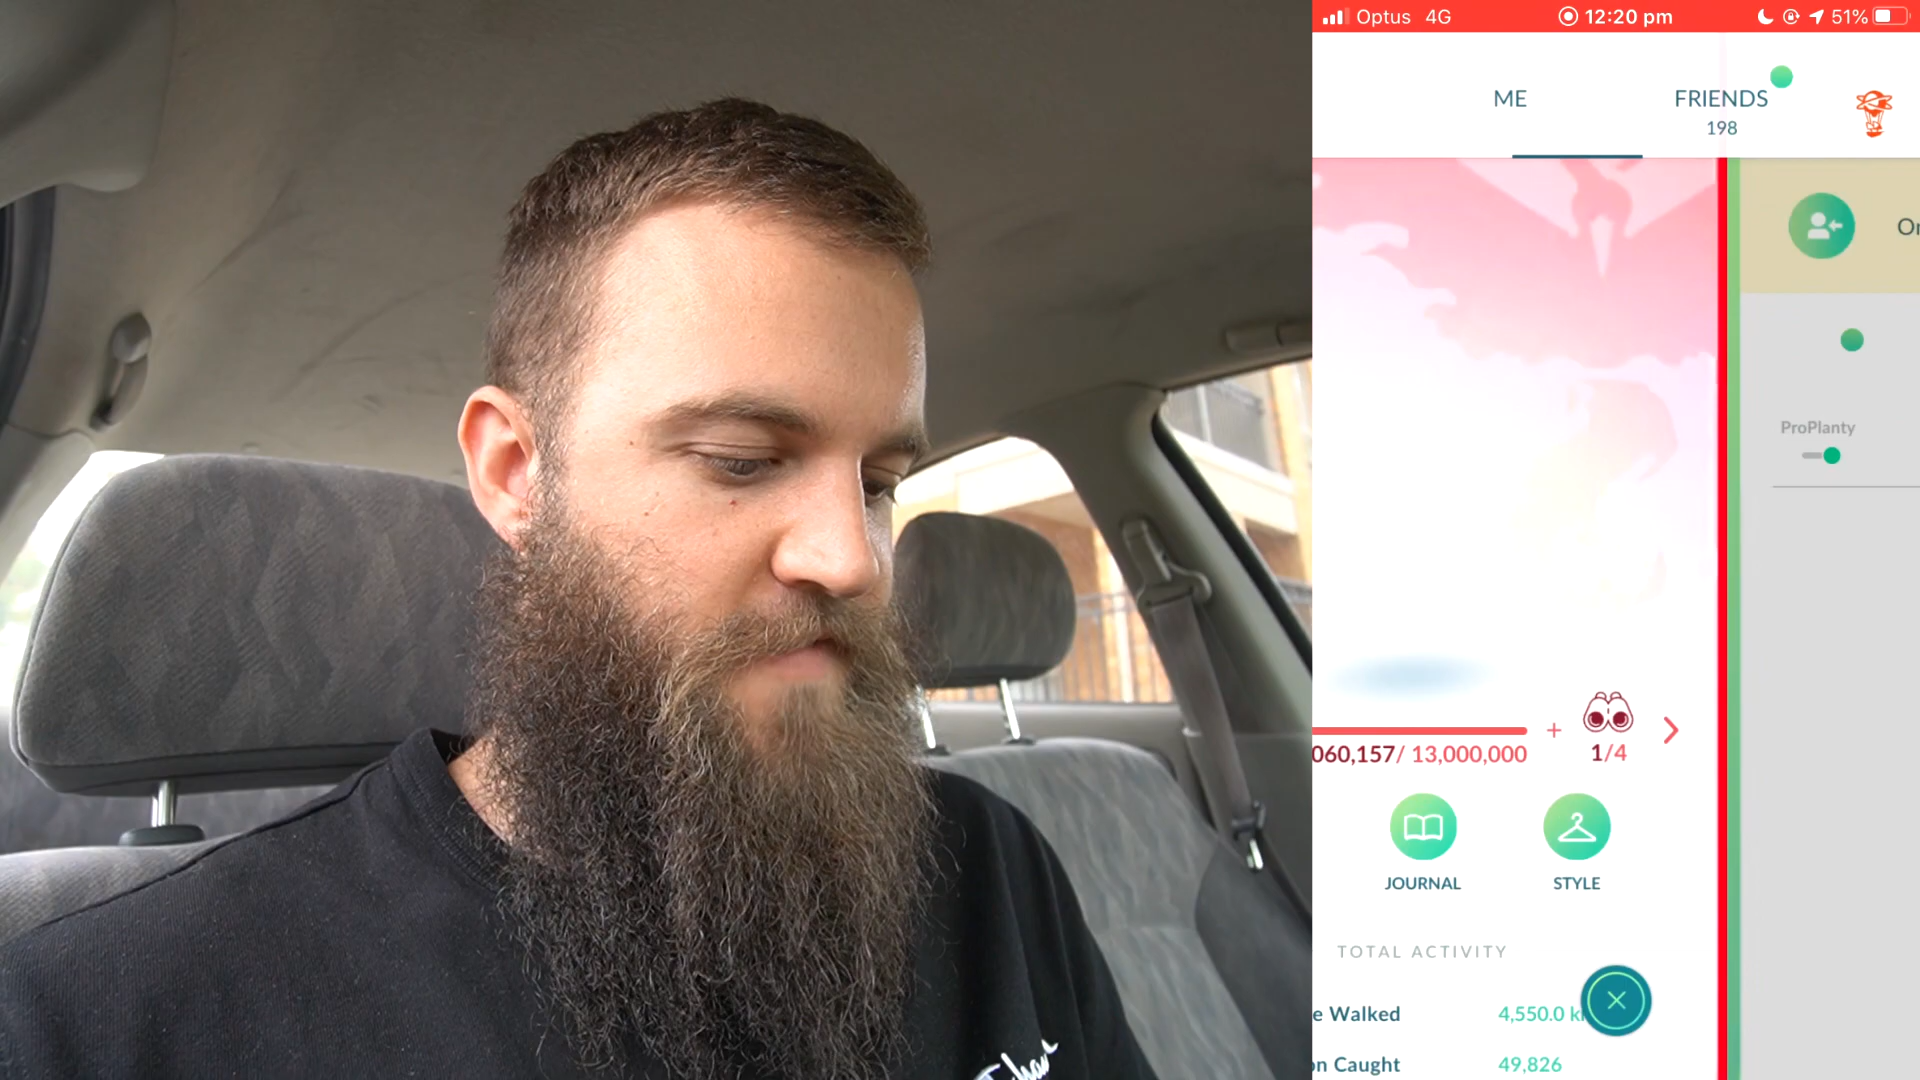 Optus 4G 12:20 pm 51%
ME FRIENDS
198
On
ProPlanty
060,157/ 13,000,000 + 1/4
JOURNAL STYLE
TOTAL ACTIVITY
e Walked 4,550.0 k
n Caught 49,826